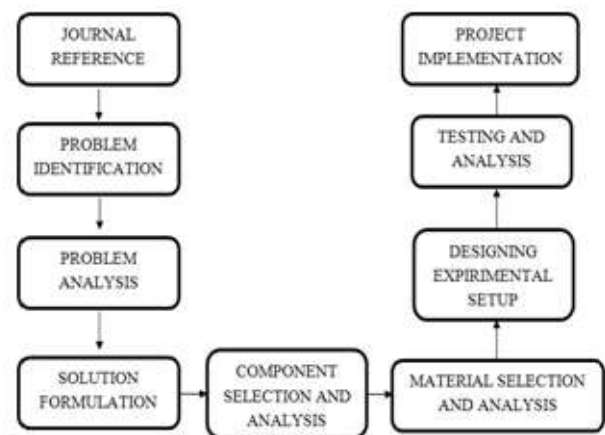 JOURNAL
REFERENCE
PROBLEM
IDENTIFICATION
PROBLEM
ANALYSIS
SOLUTION
FORMULATION
COMPONENT
SELECTION AND
ANALYSIS
MATERIAL SELECTION
AND ANALYSIS
DESIGNING
EXPIRIMENTAL
SETUP
TESTING AND
ANALYSIS
PROJECT
IMPLEMENTATION